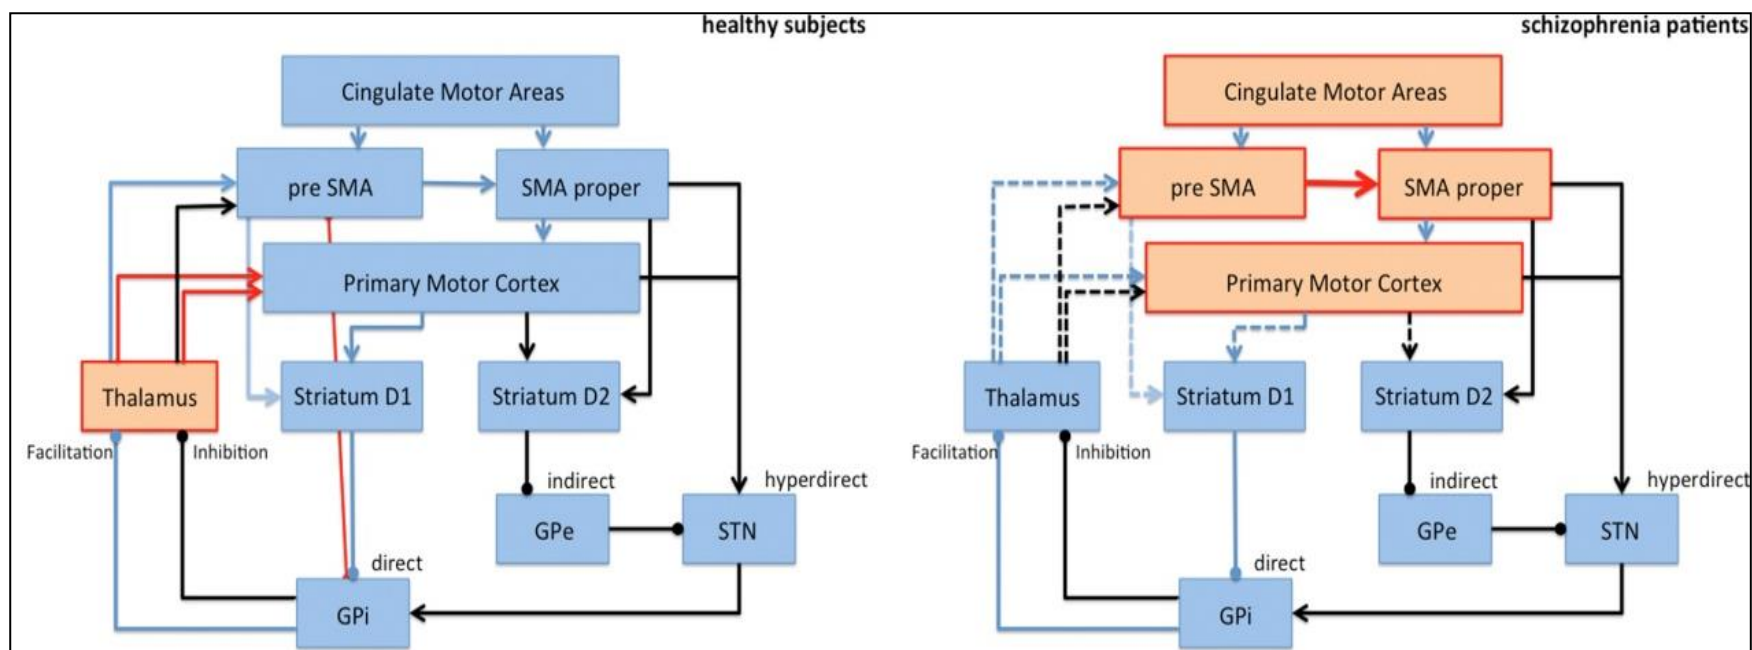 healthy subjects
Cingulate Motor Areas
pre SMA
SMA proper
Primary Motor Cortex
Thalamus
Striatum D1
Striatum D2
Facilitation
Inhibition
indirect
hyperdirect
GPe
STN
direct
GPi
schizophrenia patients
Cingulate Motor Areas
pre SMA
SMA proper
Primary Motor Cortex
Thalamus
Striatum D1
Striatum D2
Facilitation
Inhibition
indirect
hyperdirect
GPe
STN
direct
GPi